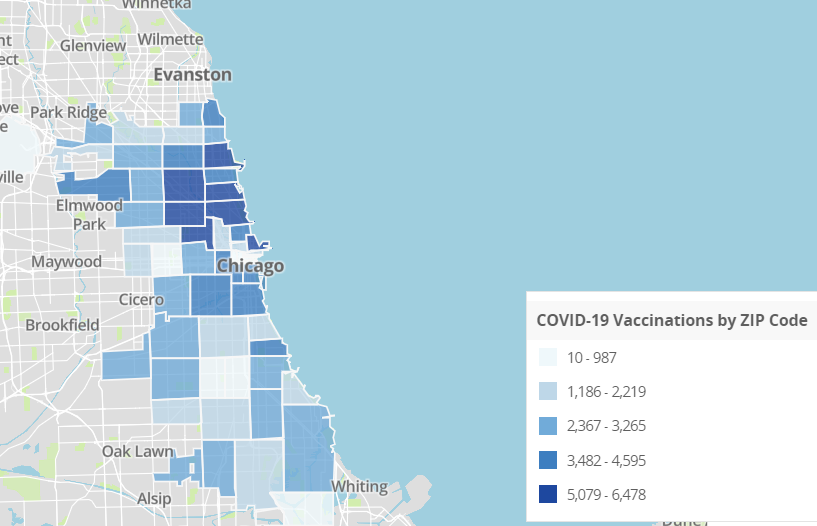 Winnetka
Glenview
Wilmette
Evanston
Park Ridge
Elmwood
Park
Maywood
Chicago
Cicero
Brookfield
COVID-19 Vaccinations by ZIP Code
10 - 987
1,186 - 2,219
2,367 - 3,265
3,482 - 4,595
5,079 - 6,478
Oak Lawn
Alsip
Whiting